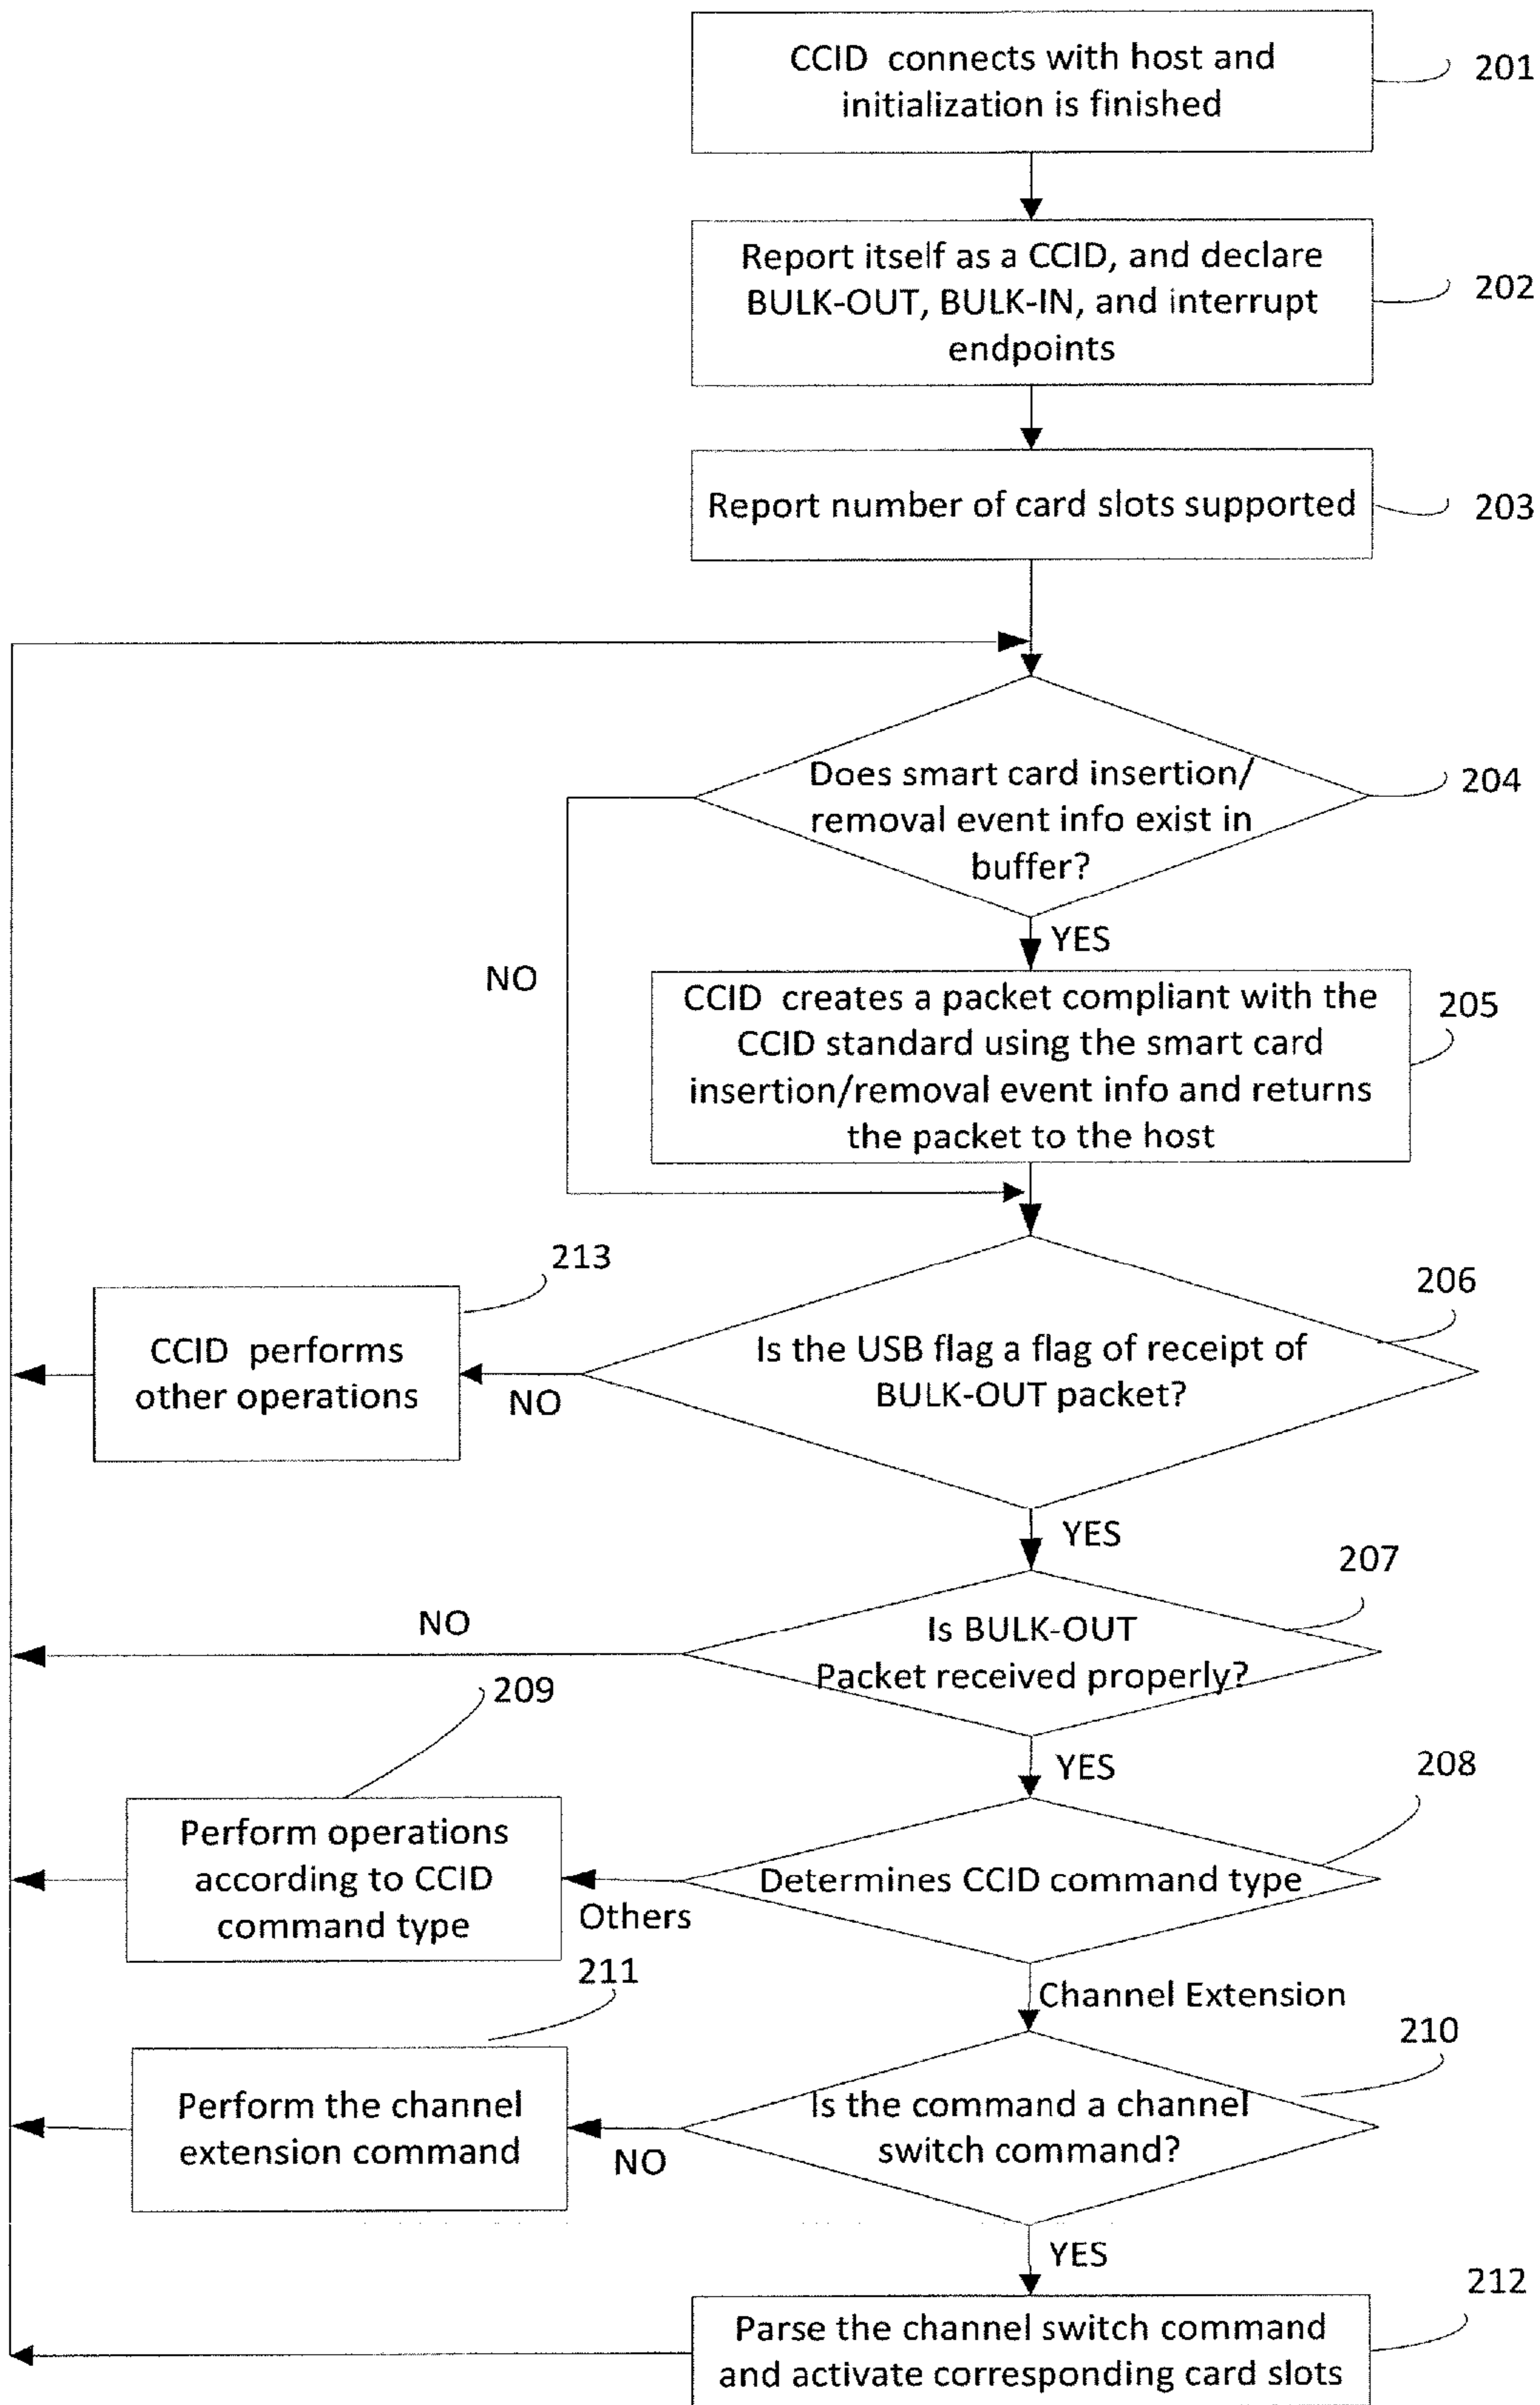 CCID connects with host and
initialization is finished
201
Report itself as a CCID, and declare
BULK-OUT, BULK-IN, and interrupt
endpoints
202
Report number of card slots supported
203
Does smart card insertion/
removal event info exist in
buffer?
204
YES
NO
CCID creates a packet compliant with the
CCID standard using the smart card
insertion/removal event info and returns
the packet to the host
205
213
CCID performs
other operations
NO
Is the USB flag a flag of receipt of
BULK-OUT packet?
206
YES
207
NO
Is BULK-OUT
Packet received properly?
209
YES
208
Perform operations
according to CCID
command type
Others
Determines CCID command type
211
Channel Extension
210
Perform the channel
extension command
NO
Is the command a channel
switch command?
YES
212
Parse the channel switch command
and activate corresponding card slots